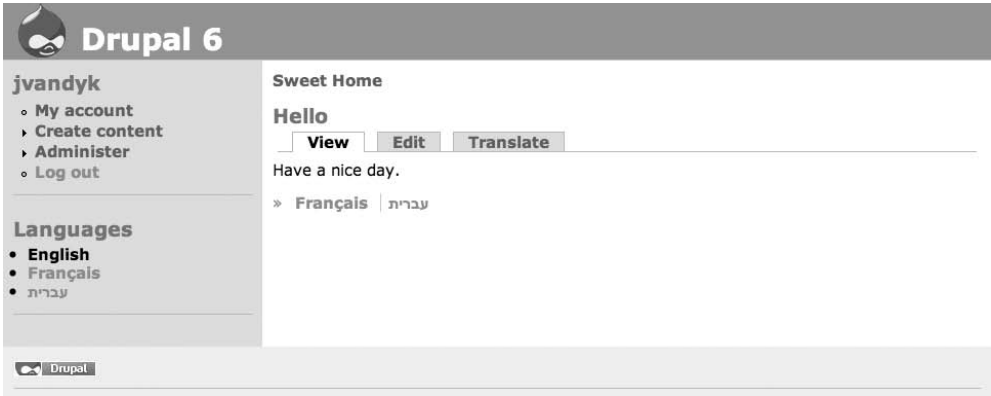 Drupal 6
jvandyk
My account
Create content
Administer
Log out
Languages
English
Français
עברית
Sweet Home
Hello
View Edit Translate
Have a nice day.
» Français עברית
Drupal